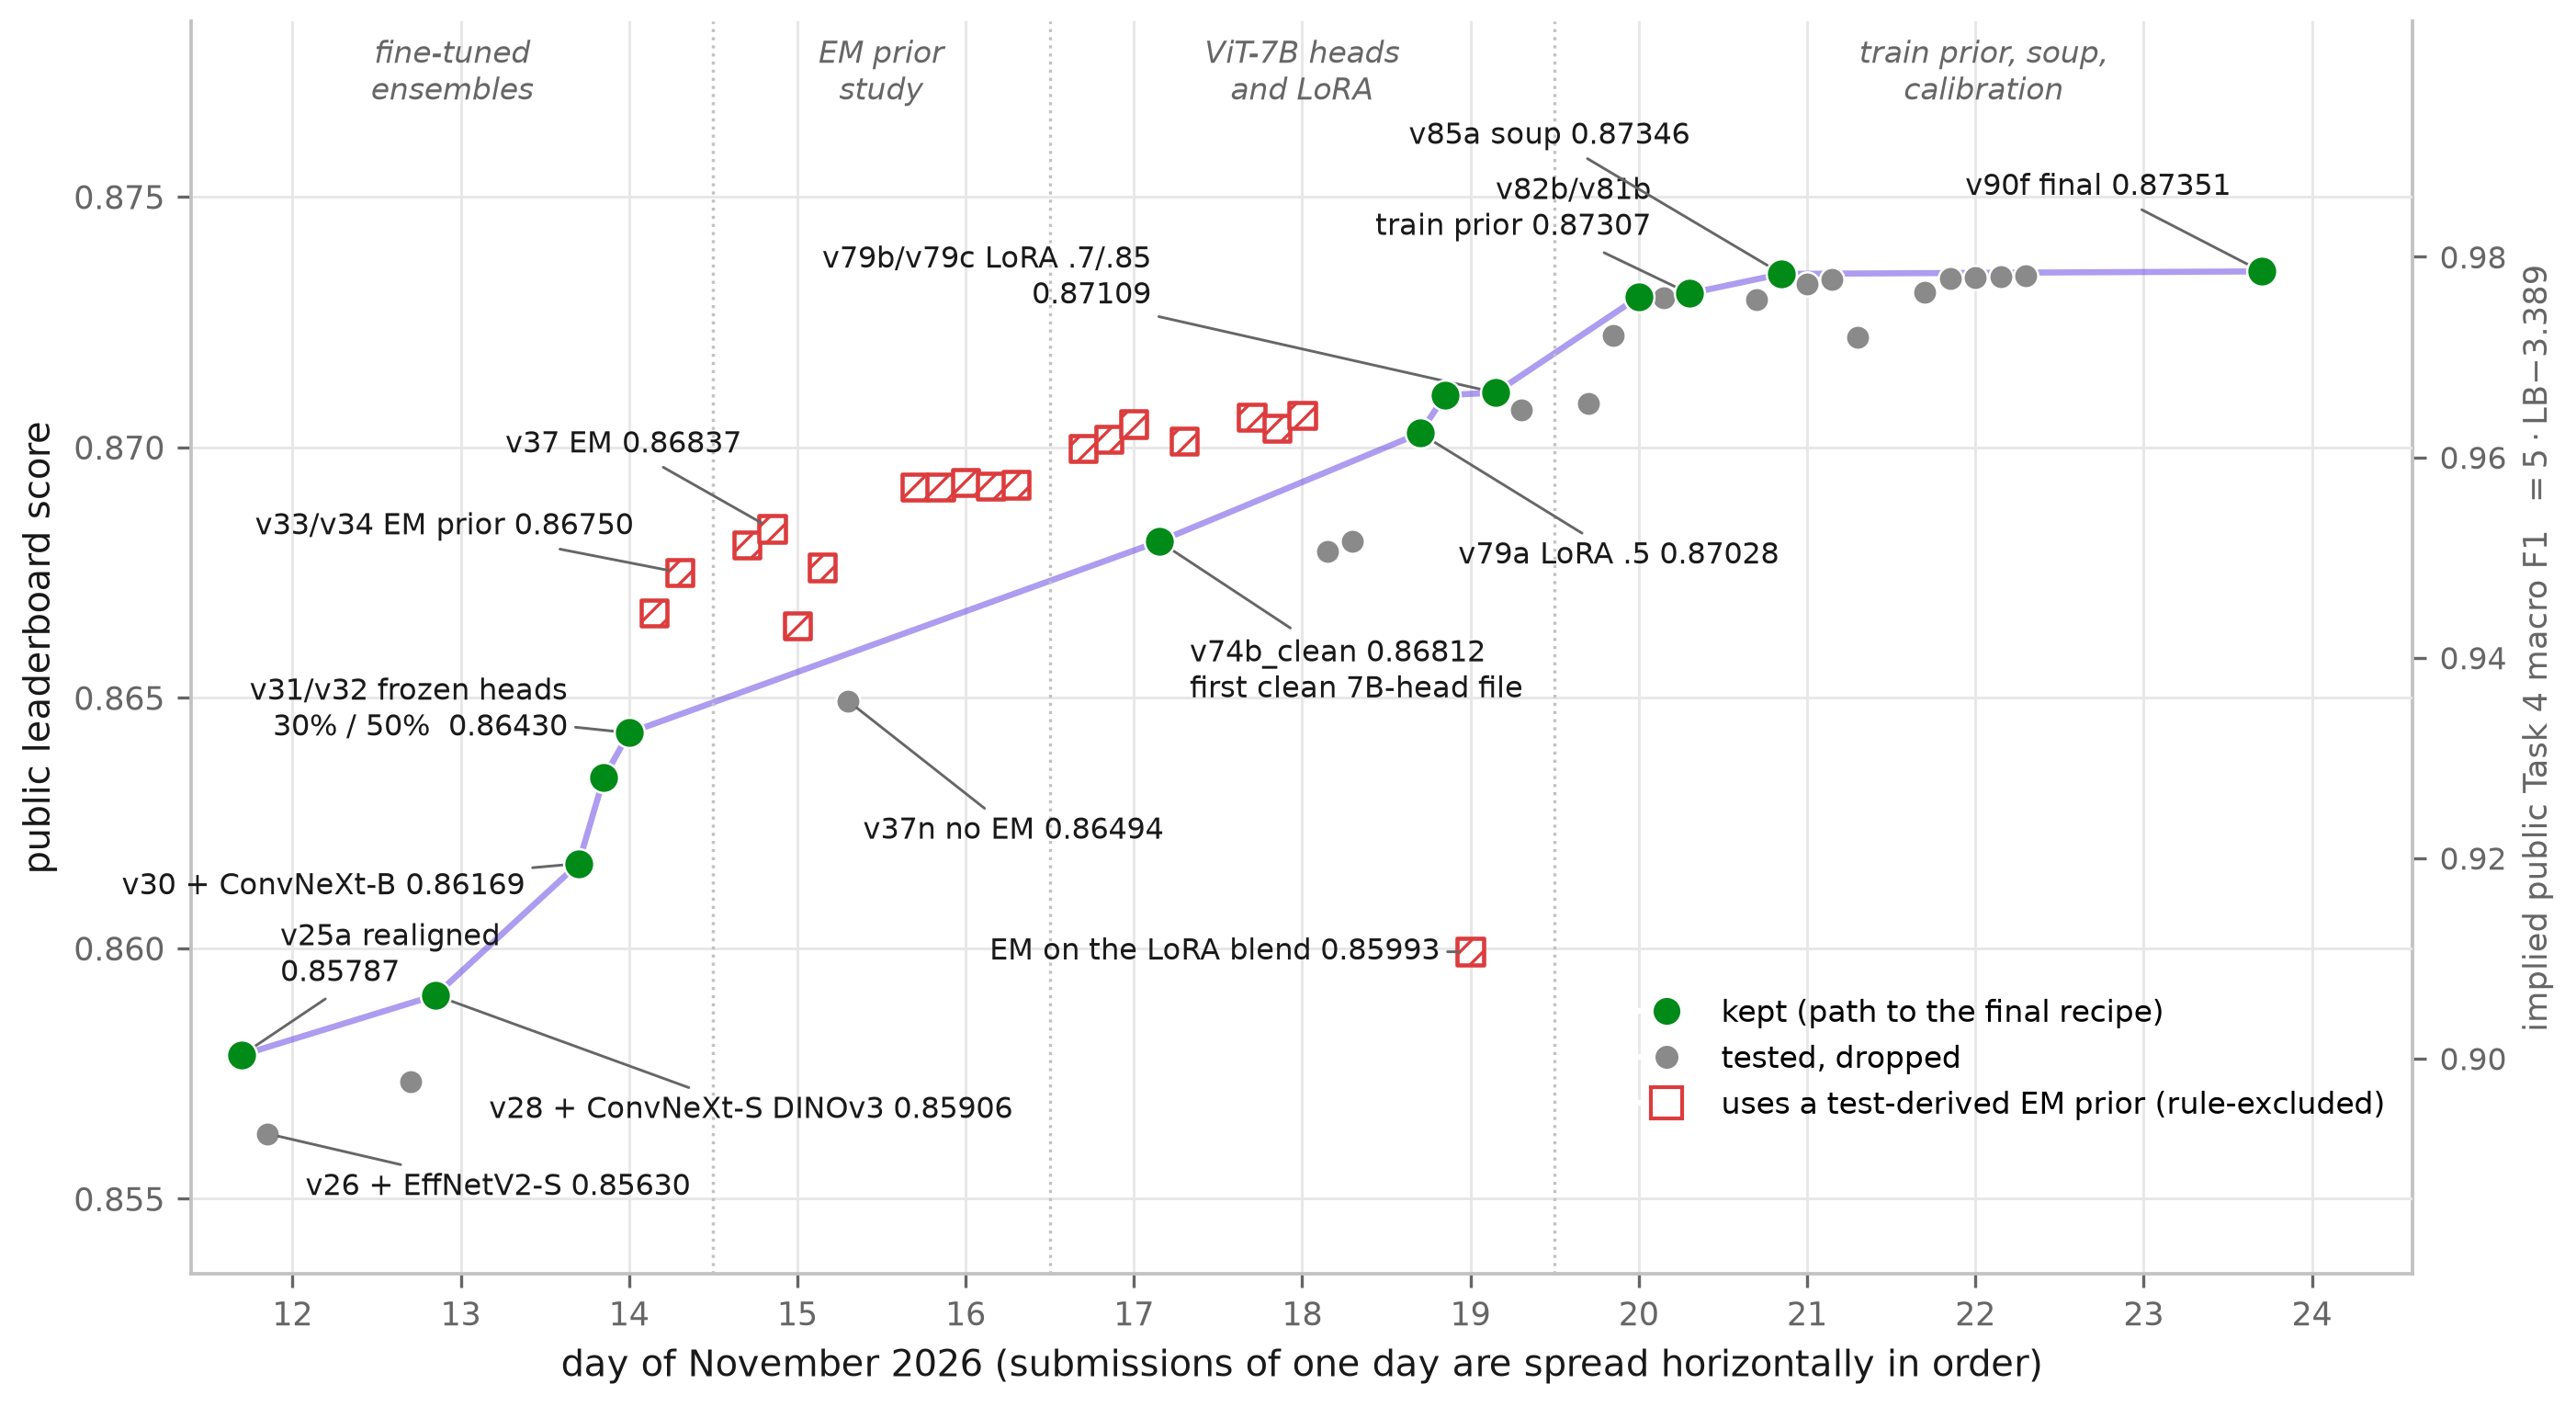 fine-tuned
ensembles
EM prior
study
ViT-7B heads
and LoRA
train prior, soup,
calibration
v85a soup 0.87346
v82b/v81b
train prior 0.87307
v90f final 0.87351
v79b/v79c LoRA .7/.85
0.87109
v37 EM 0.86837
v33/v34 EM prior 0.86750
v79a LoRA .5 0.87028
v74b_clean 0.86812
first clean 7B-head file
v31/v32 frozen heads
30% / 50%  0.86430
v37n no EM 0.86494
v30 + ConvNeXt-B 0.86169
v25a realigned
0.85787
EM on the LoRA blend 0.85993
v28 + ConvNeXt-S DINOv3 0.85906
v26 + EffNetV2-S 0.85630
kept (path to the final recipe)
tested, dropped
uses a test-derived EM prior (rule-excluded)
public leaderboard score
0.875
0.870
0.865
0.860
0.855
0.98
0.96
0.94
0.92
0.90
implied public Task 4 macro F1  = 5·LB−3.389
12 13 14 15 16 17 18 19 20 21 22 23 24
day of November 2026 (submissions of one day are spread horizontally in order)